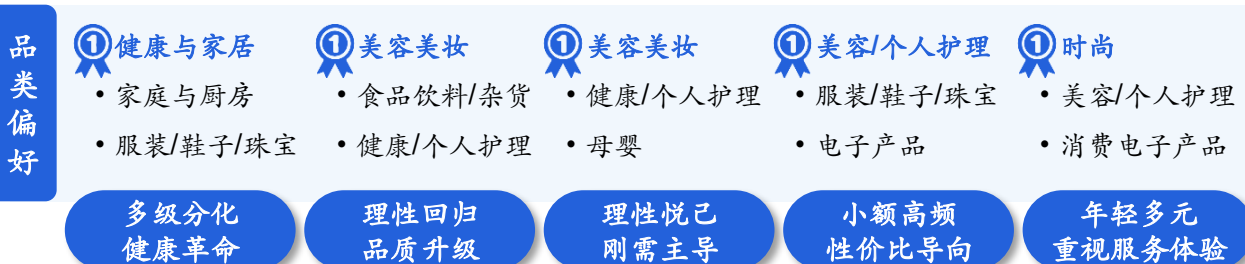 品类偏好
①健康与家居
• 家庭与厨房
• 服装/鞋子/珠宝
多级分化
健康革命
①美容美妆
• 食品饮料/杂货
• 健康/个人护理
理性回归
品质升级
①美容美妆
• 健康/个人护理
• 母婴
理性悦己
刚需主导
①美容/个人护理
• 服装/鞋子/珠宝
• 电子产品
小额高频
性价比导向
①时尚
• 美容/个人护理
• 消费电子产品
年轻多元
重视服务体验